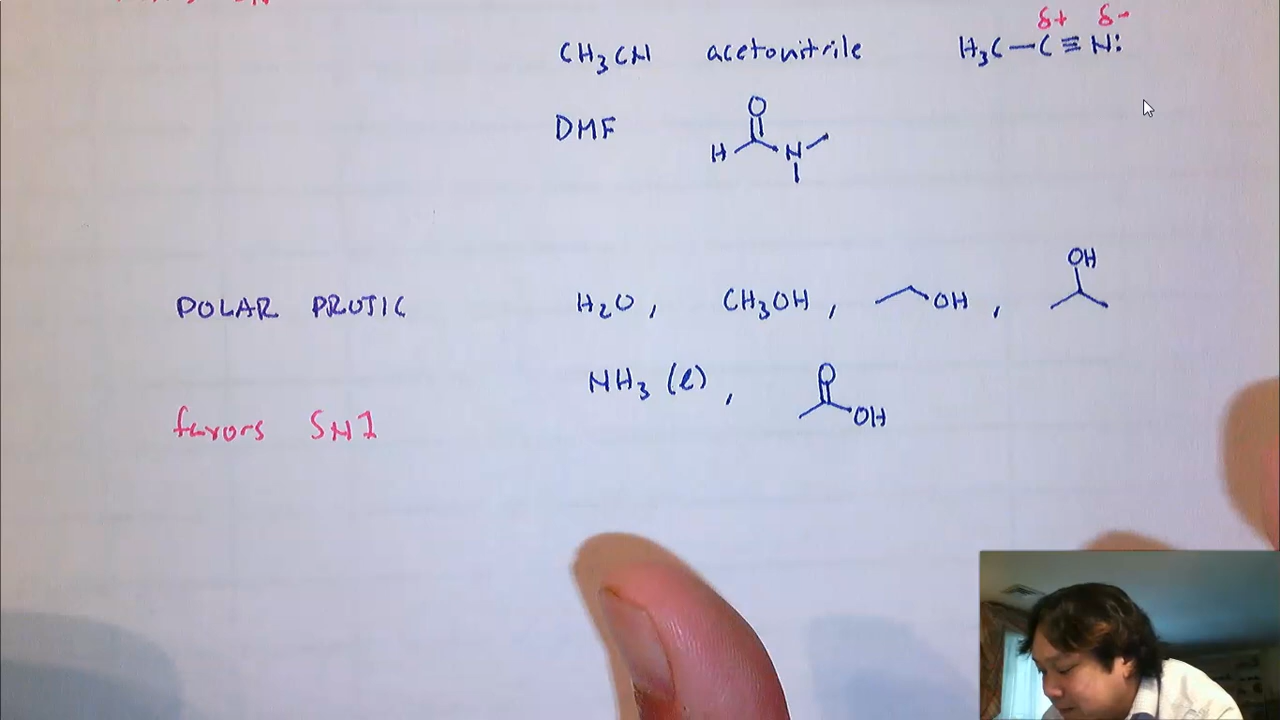 δ+ δ-
CH3CN acetonitrile H3C-C≡N:
DMF
O
H N
OH
POLAR PROTIC H2O, CH3OH, OH,
NH3 (l), O
OH
favors SN1